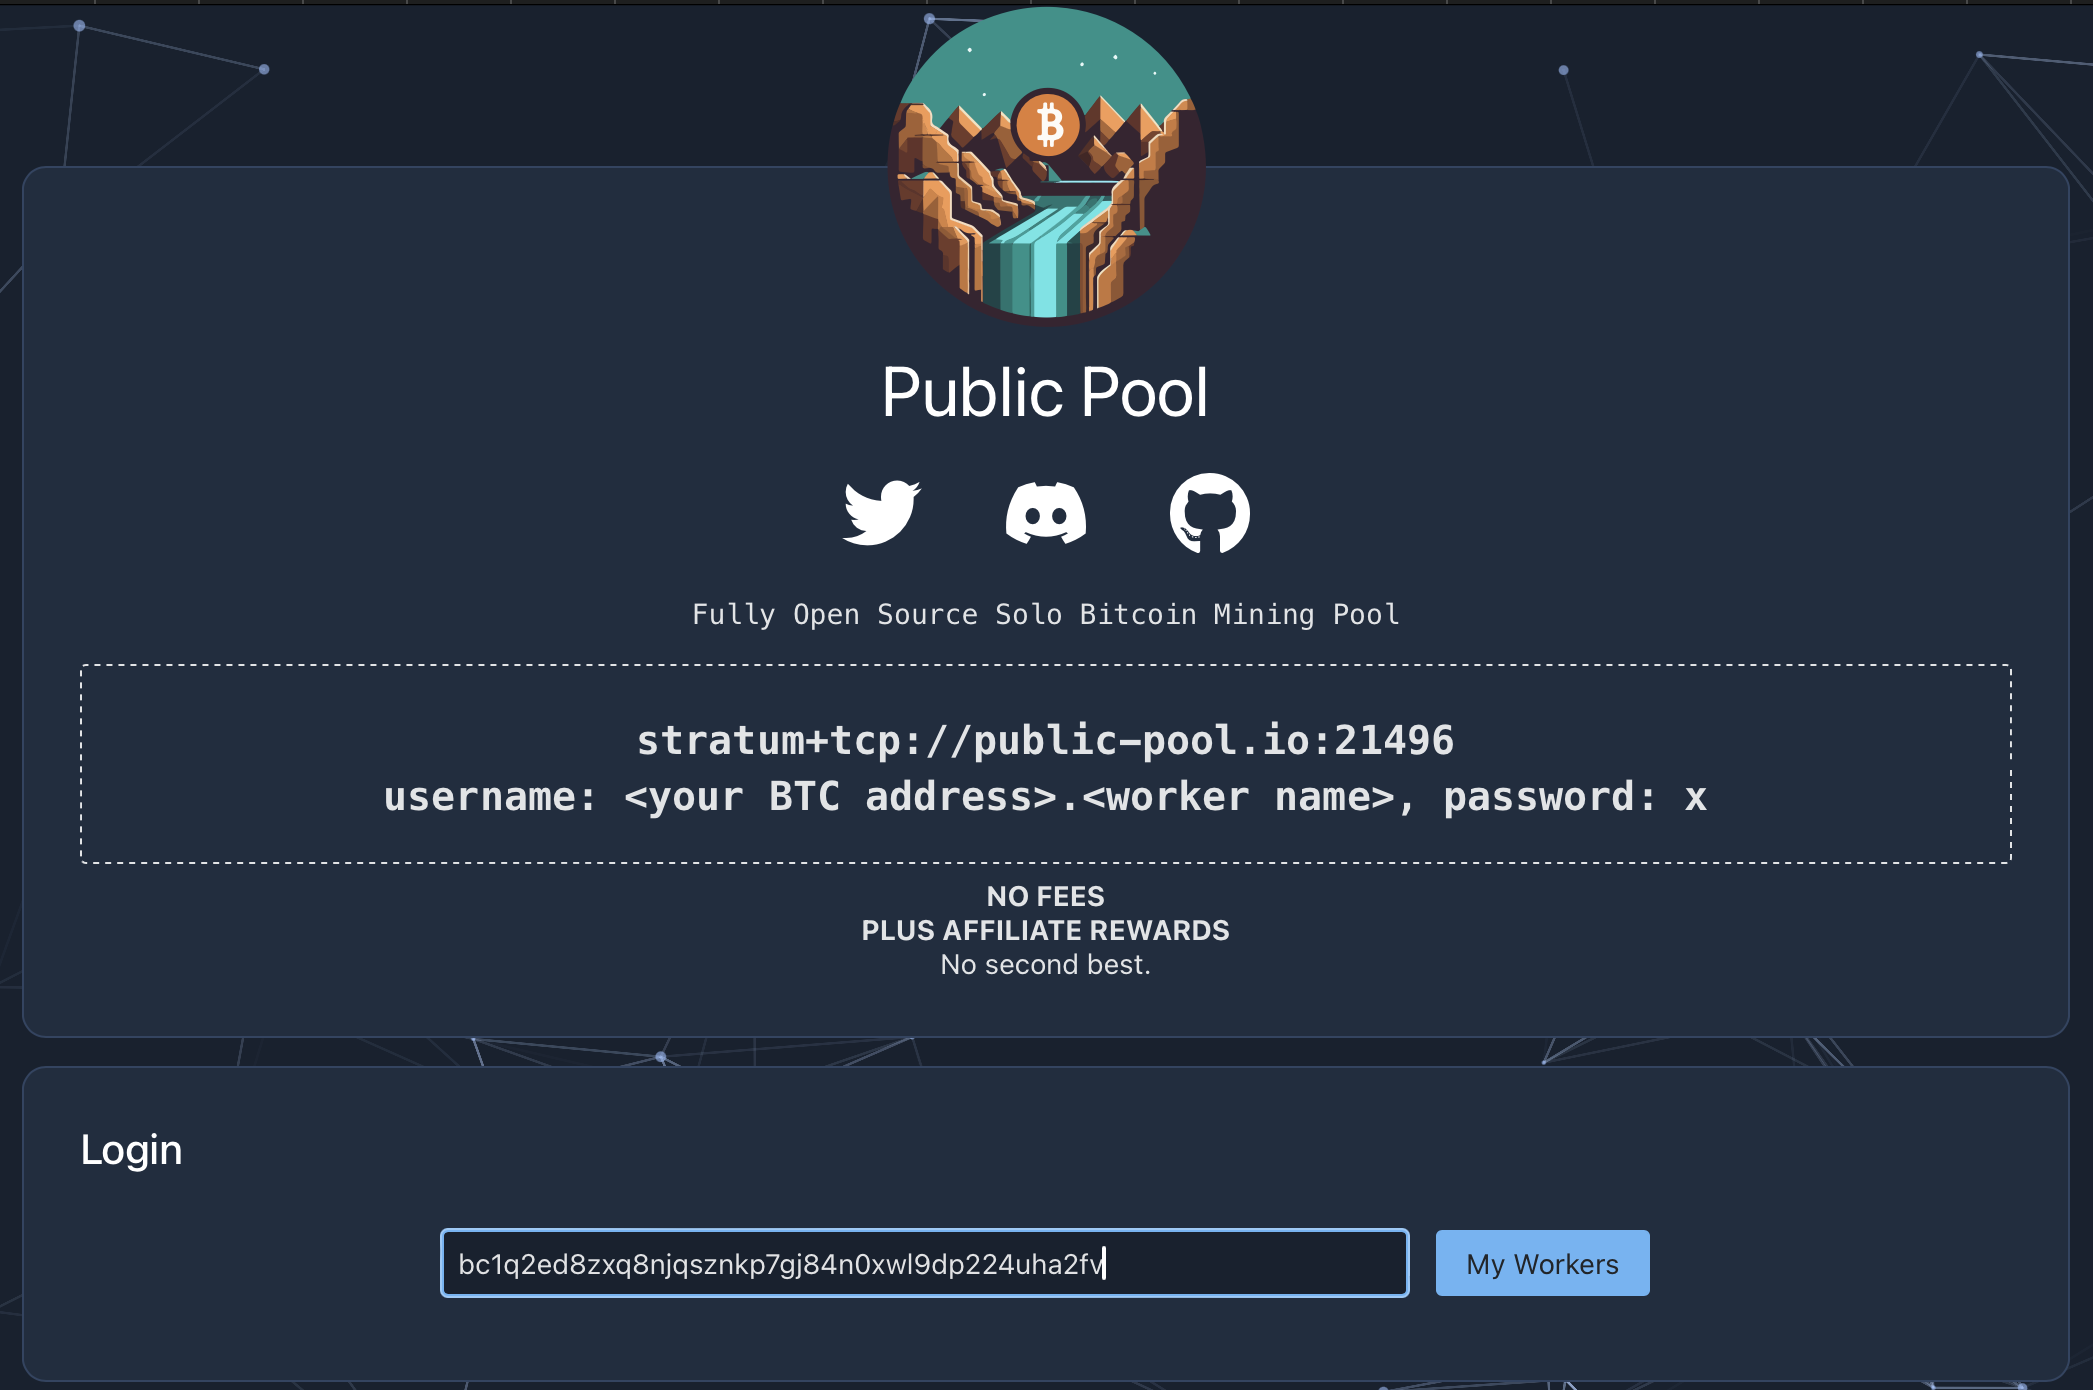 Public Pool
Fully Open Source Solo Bitcoin Mining Pool
stratum+tcp://public-pool.io:21496
username: <your BTC address>.<worker name>, password: x
NO FEES
PLUS AFFILIATE REWARDS
No second best.
Login
bc1q2ed8zxq8njqsznkp7gj84n0xwl9dp224uha2fv
My Workers